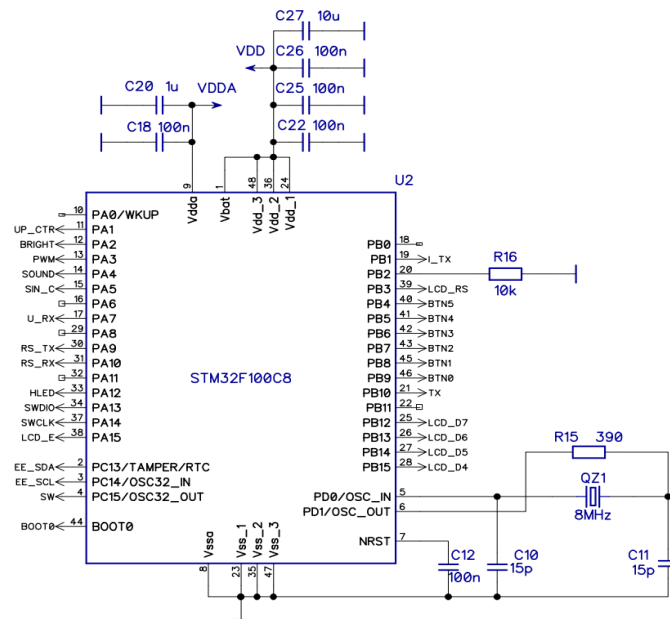 C27 10u
VDD C26 100n
C20 1u VDDA C25 100n
C18 100n C22 100n
U2
9 1 48 36 24
Vdda Vbat Vdd_3 Vdd_2 Vdd_1
10 PA0/WKUP
UP_CTR 11 PA1
BRIGHT 12 PA2
PWM 13 PA3
SOUND 14 PA4
SIN_C 15 PA5
16 PA6
U_RX 17 PA7
29 PA8
RS_TX 30 PA9
RS_RX 31 PA10
32 PA11
HLED 33 PA12
SWDIO 34 PA13
SWCLK 37 PA14
LCD_E 38 PA15
EE_SDA 2 PC13/TAMPER/RTC
EE_SCL 3 PC14/OSC32_IN
SW 4 PC15/OSC32_OUT
BOOT0 44 BOOT0
STM32F100C8
PB0 18
PB1 19 I_TX
PB2 20
R16
10k
PB3 39 LCD_RS
PB4 40 BTN5
PB5 41 BTN4
PB6 42 BTN3
PB7 43 BTN2
PB8 45 BTN1
PB9 46 BTN0
PB10 21 TX
PB11 22
PB12 25 LCD_D7
PB13 26 LCD_D6
PB14 27 LCD_D5
PB15 28 LCD_D4
R15 390
PD0/OSC_IN 5
PD1/OSC_OUT 6
QZ1
8MHz
NRST 7
Vssa Vss_1 Vss_2 Vss_3
8 23 35 47
C12
100n
C10
15p
C11
15p